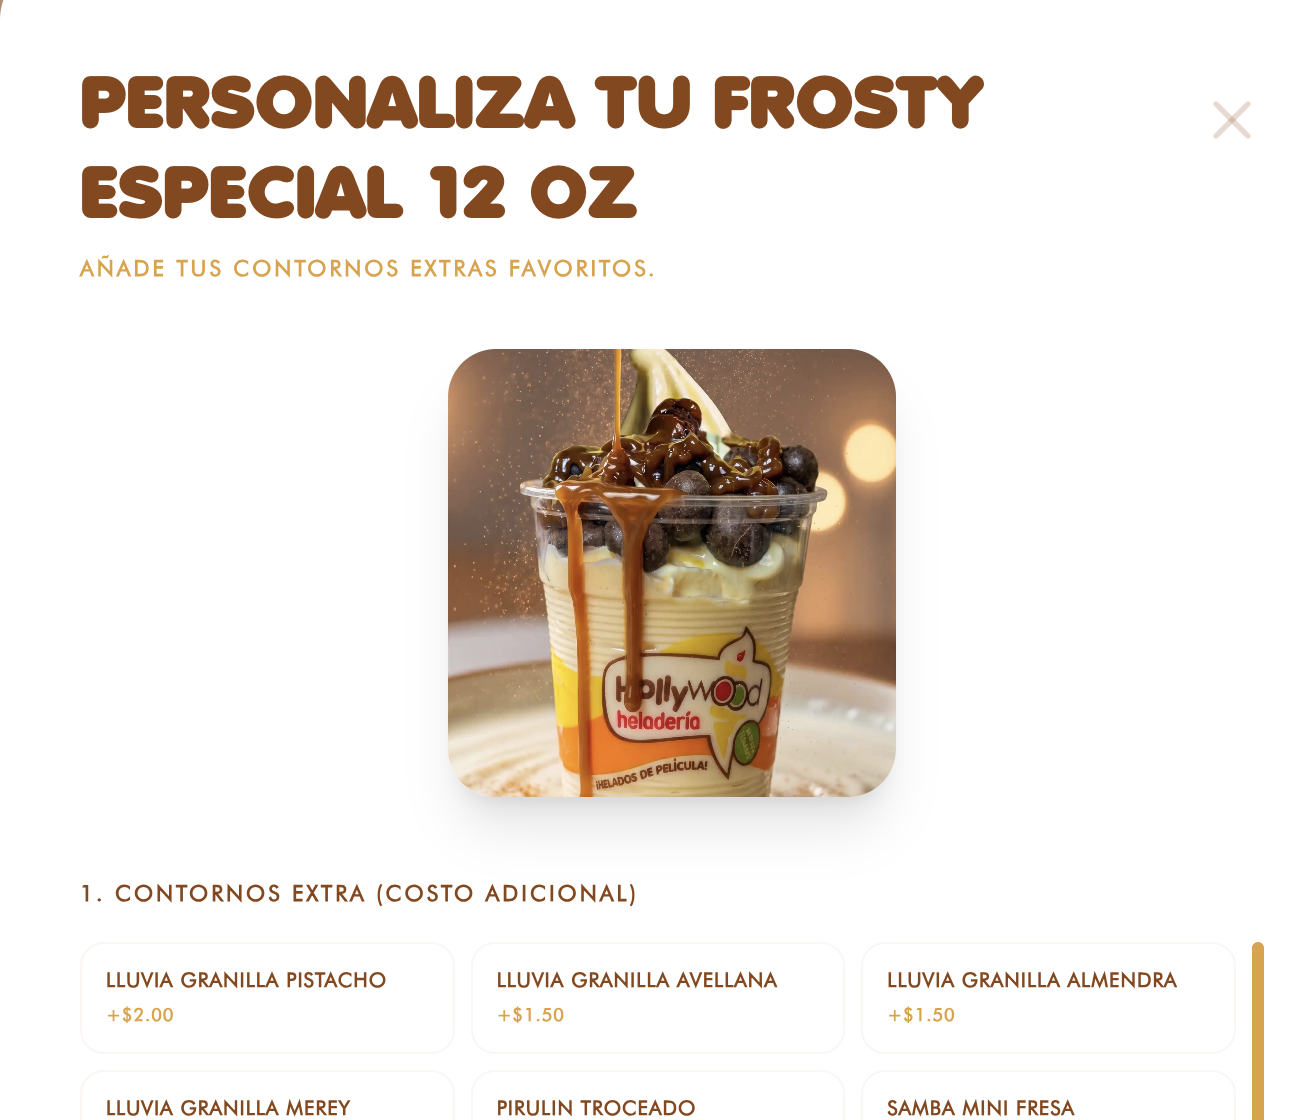 PERSONALIZA TU FROSTY
ESPECIAL 12 OZ
AÑADE TUS CONTORNOS EXTRAS FAVORITOS.
Hollywood
heladería
¡HELADOS DE PELÍCULA!
1. CONTORNOS EXTRA (COSTO ADICIONAL)
LLUVIA GRANILLA PISTACHO
+$2.00
LLUVIA GRANILLA AVELLANA
+$1.50
LLUVIA GRANILLA ALMENDRA
+$1.50
LLUVIA GRANILLA MEREY
PIRULIN TROCEADO
SAMBA MINI FRESA